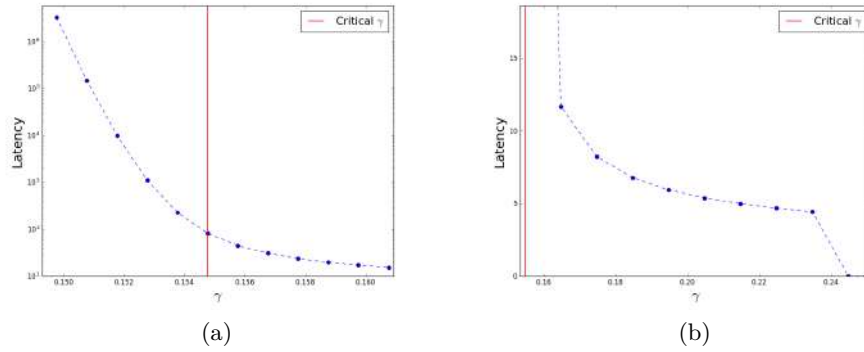 Critical γ
Latency
10⁶
10⁵
10⁴
10³
10²
10¹
0.150
0.152
0.154
0.156
0.158
0.160
γ
(a)
Critical γ
Latency
15
10
5
0
0.16
0.18
0.20
0.22
0.24
γ
(b)